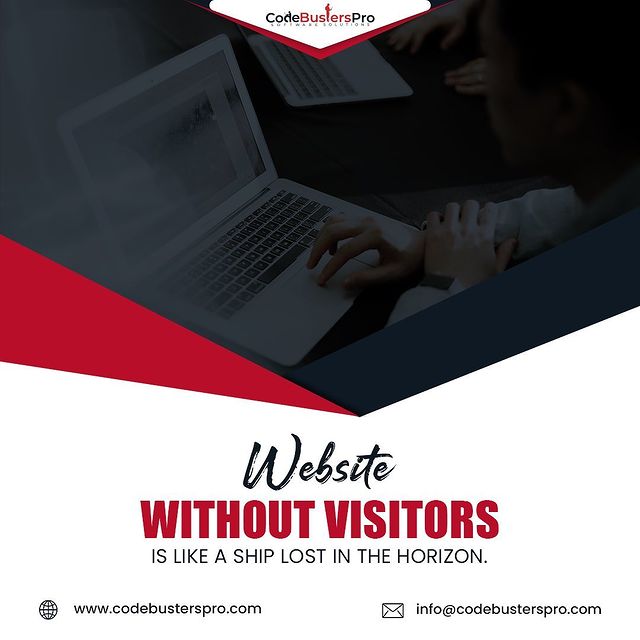 CodeBustersPro
SOFTWARE SOLUTIONS
Website
WITHOUT VISITORS
IS LIKE A SHIP LOST IN THE HORIZON.
www.codebusterspro.com
info@codebusterspro.com